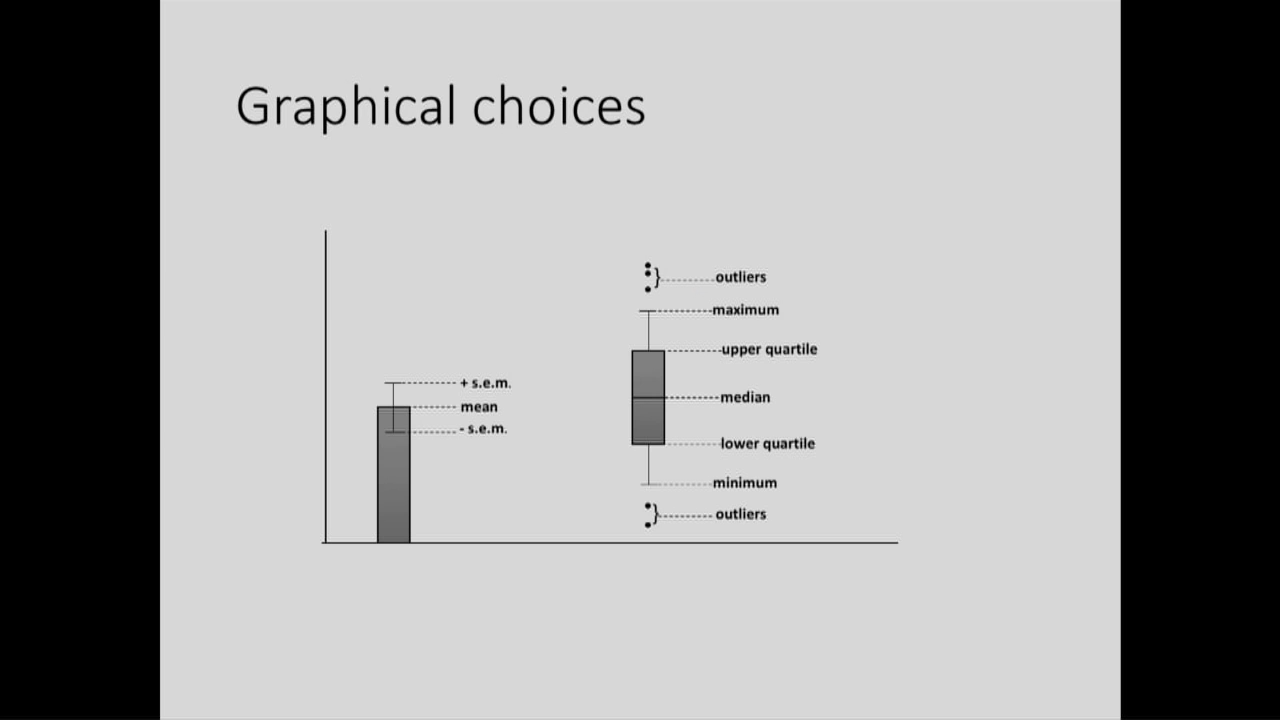 Graphical choices
outliers
maximum
upper quartile
median
lower quartile
minimum
outliers
+ s.e.m.
mean
- s.e.m.